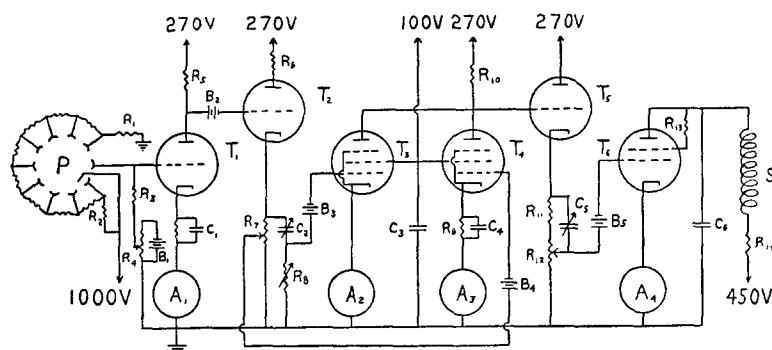 270V 270V 100V 270V 270V
R5 B2 R6 T2 R10 T5
R1 P T1 T3 T4 T6 R13 S
R3 R2 R4 B1 C1 R7 C2 B3 C3 R9 C4 R11 C5 B5 C6
R8 B4 R12
1000V A1 A2 A3 A4 450V